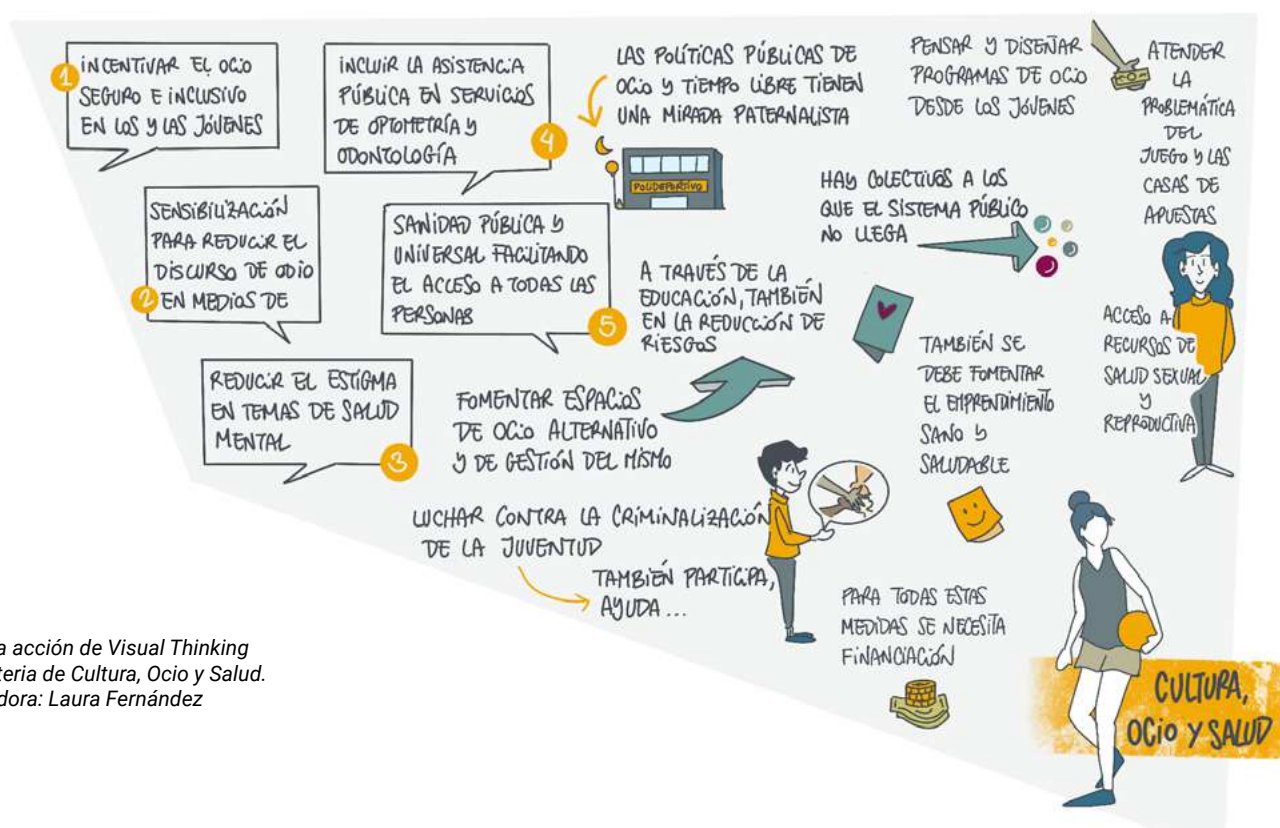 1
INCENTIVAR EL OCIO
SEGURO E INCLUSIVO
EN LOS Y LAS JÓVENES
SENSIBILIZACIÓN
PARA REDUCIR EL
DISCURSO DE ODIO
EN MEDIOS DE
2
REDUCIR EL ESTIGMA
EN TEMAS DE SALUD
MENTAL
3
INCLUIR LA ASISTENCIA
PÚBLICA EN SERVICIOS
DE OPTOMETRÍA Y
ODONTOLOGÍA
4
SANIDAD PÚBLICA Y
UNIVERSAL FACILITANDO
EL ACCESO A TODAS LAS
PERSONAS
5
LAS POLÍTICAS PÚBLICAS DE
OCIO Y TIEMPO LIBRE TIENEN
UNA MIRADA PATERNALISTA
POLIDEPORTIVO
PENSAR Y DISEÑAR
PROGRAMAS DE OCIO
DESDE LOS JÓVENES
ATENDER
LA
PROBLEMÁTICA
DEL
JUEGO Y LAS
CASAS DE
APUESTAS
HAY COLECTIVOS A LOS
QUE EL SISTEMA PÚBLICO
NO LLEGA
A TRAVÉS DE LA
EDUCACIÓN, TAMBIÉN
EN LA REDUCCIÓN DE
RIESGOS
FOMENTAR ESPACIOS
DE OCIO ALTERNATIVO
Y DE GESTIÓN DEL MISMO
TAMBIÉN SE
DEBE FOMENTAR
EL EMPRENDIMIENTO
SANO Y
SALUDABLE
ACCESO A
RECURSOS DE
SALUD SEXUAL
Y
REPRODUCTIVA
LUCHAR CONTRA LA CRIMINALIZACIÓN
DE LA JUVENTUD
TAMBIÉN PARTICIPA,
AYUDA...
PARA TODAS ESTAS
MEDIDAS SE NECESITA
FINANCIACIÓN
CULTURA,
OCIO Y SALUD
a acción de Visual Thinking
teria de Cultura, Ocio y Salud.
dora: Laura Fernández